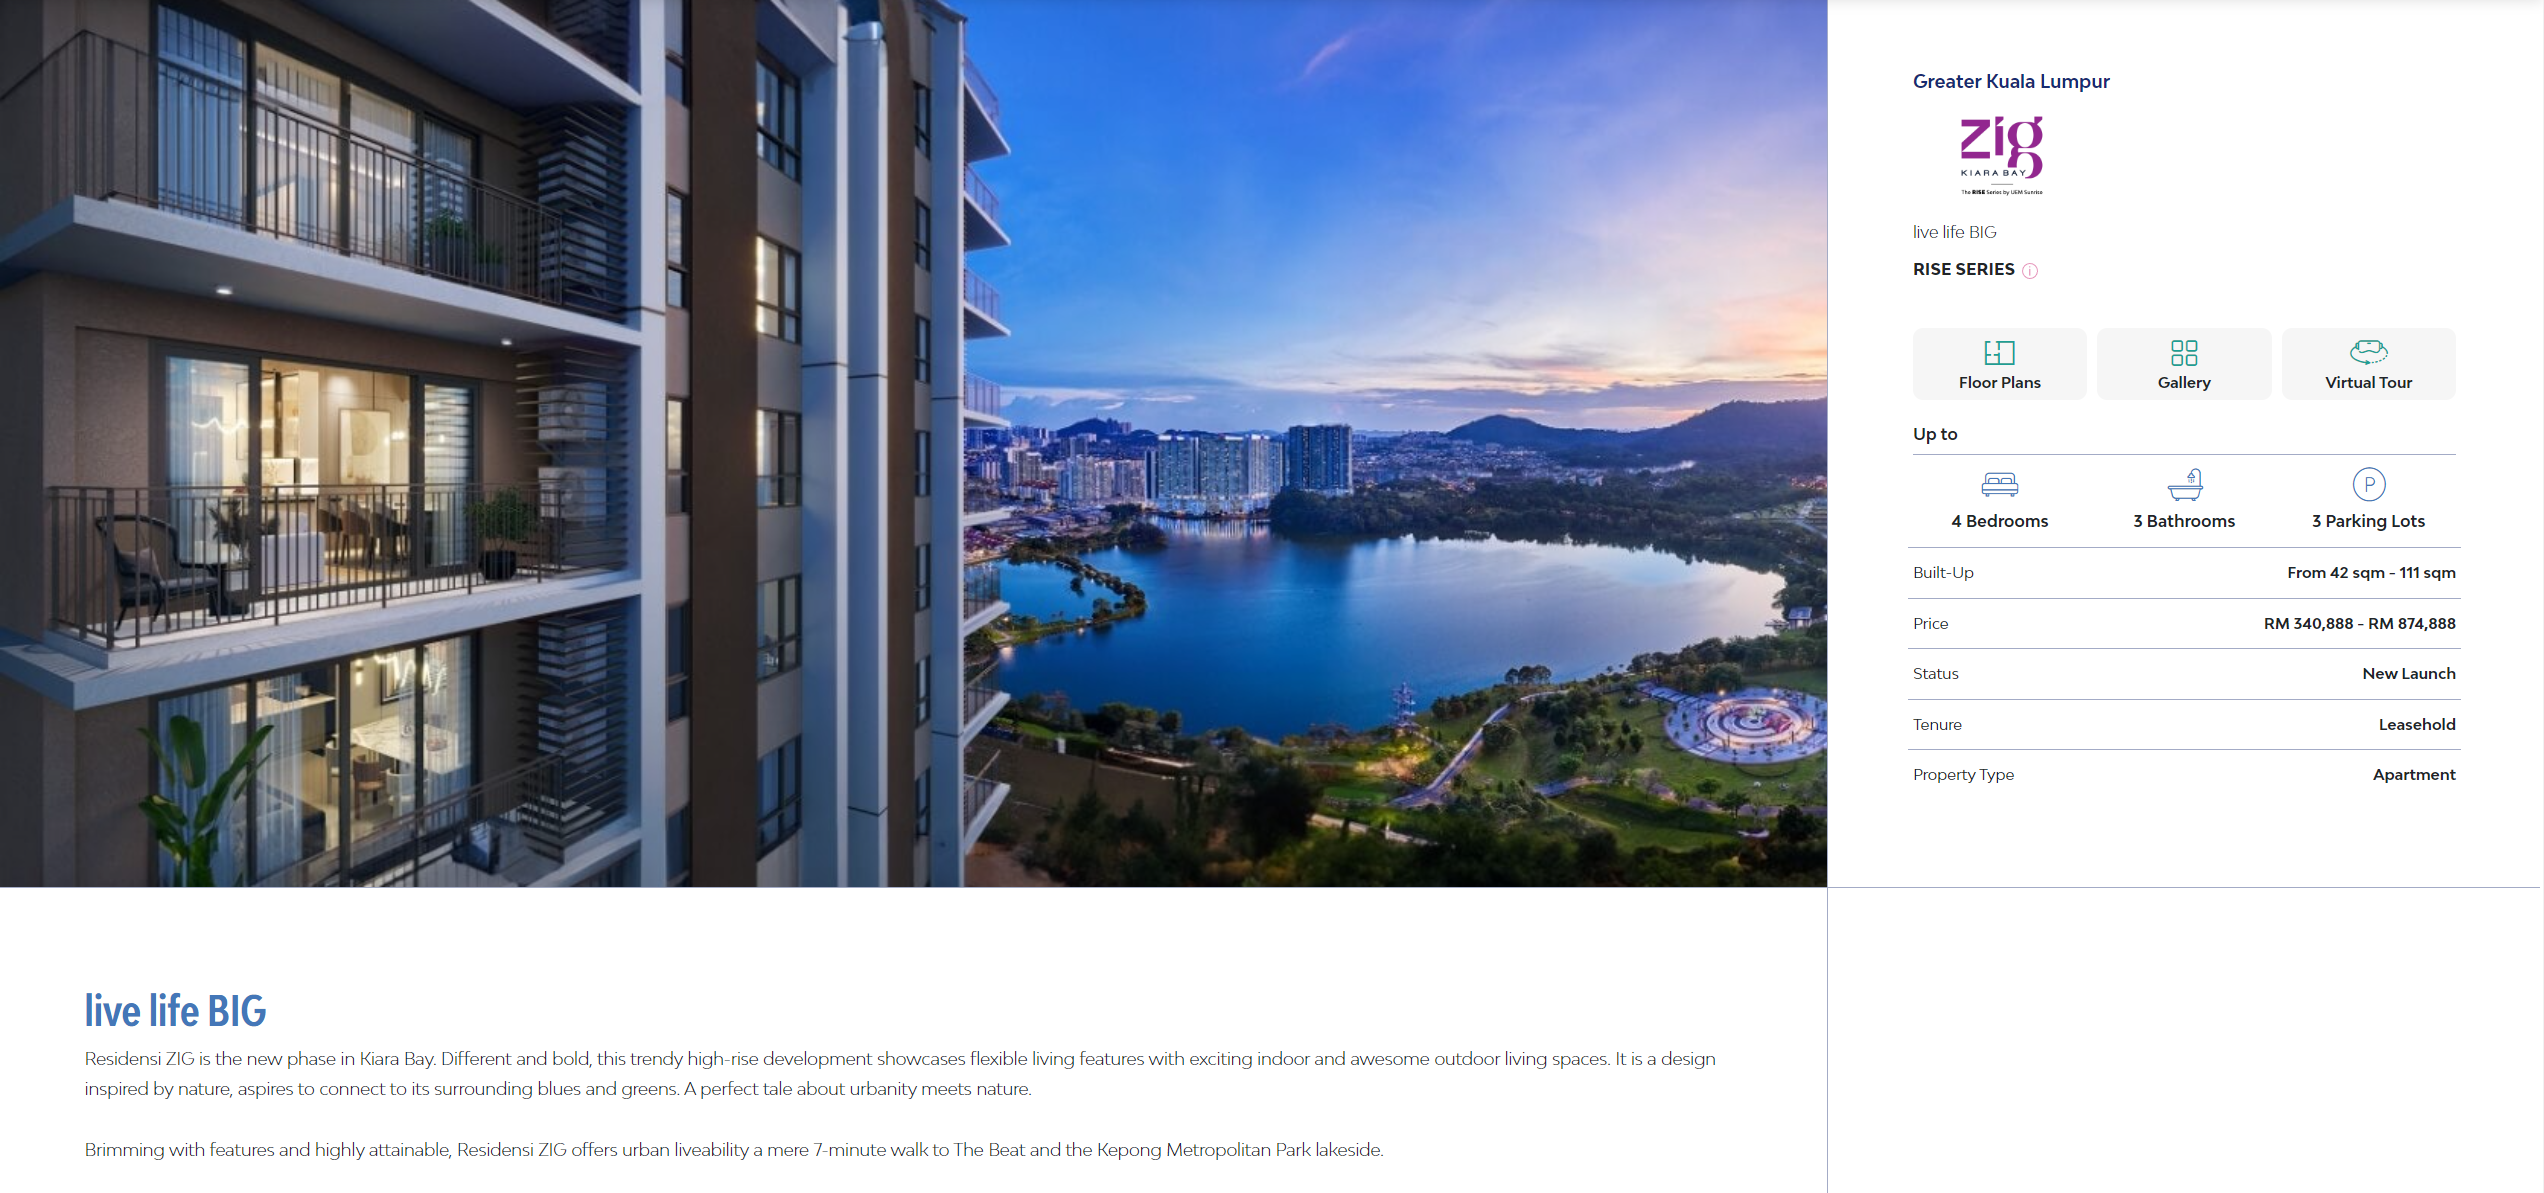 Greater Kuala Lumpur
zig
KIARA BAY
The RISE Series by UEM Sunrise
live life BIG
RISE SERIES
Floor Plans
Gallery
Virtual Tour
Up to
P
4 Bedrooms
3 Bathrooms
3 Parking Lots
Built-Up From 42 sqm - 111 sqm
Price RM 340,888 - RM 874,888
Status New Launch
Tenure Leasehold
Property Type Apartment
live life BIG
Residensi ZIG is the new phase in Kiara Bay. Different and bold, this trendy high-rise development showcases flexible living features with exciting indoor and awesome outdoor living spaces. It is a design
inspired by nature, aspires to connect to its surrounding blues and greens. A perfect tale about urbanity meets nature.
Brimming with features and highly attainable, Residensi ZIG offers urban liveability a mere 7-minute walk to The Beat and the Kepong Metropolitan Park lakeside.